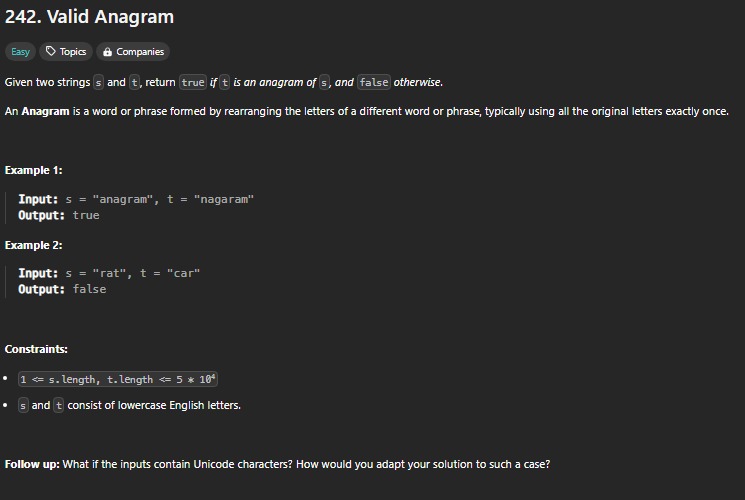 242. Valid Anagram
Easy Topics Companies
Given two strings s and t, return true if t is an anagram of s, and false otherwise.
An Anagram is a word or phrase formed by rearranging the letters of a different word or phrase, typically using all the original letters exactly once.
Example 1:
Input: s = "anagram", t = "nagaram"
Output: true
Example 2:
Input: s = "rat", t = "car"
Output: false
Constraints:
• 1 <= s.length, t.length <= 5 * 10⁴
• s and t consist of lowercase English letters.
Follow up: What if the inputs contain Unicode characters? How would you adapt your solution to such a case?